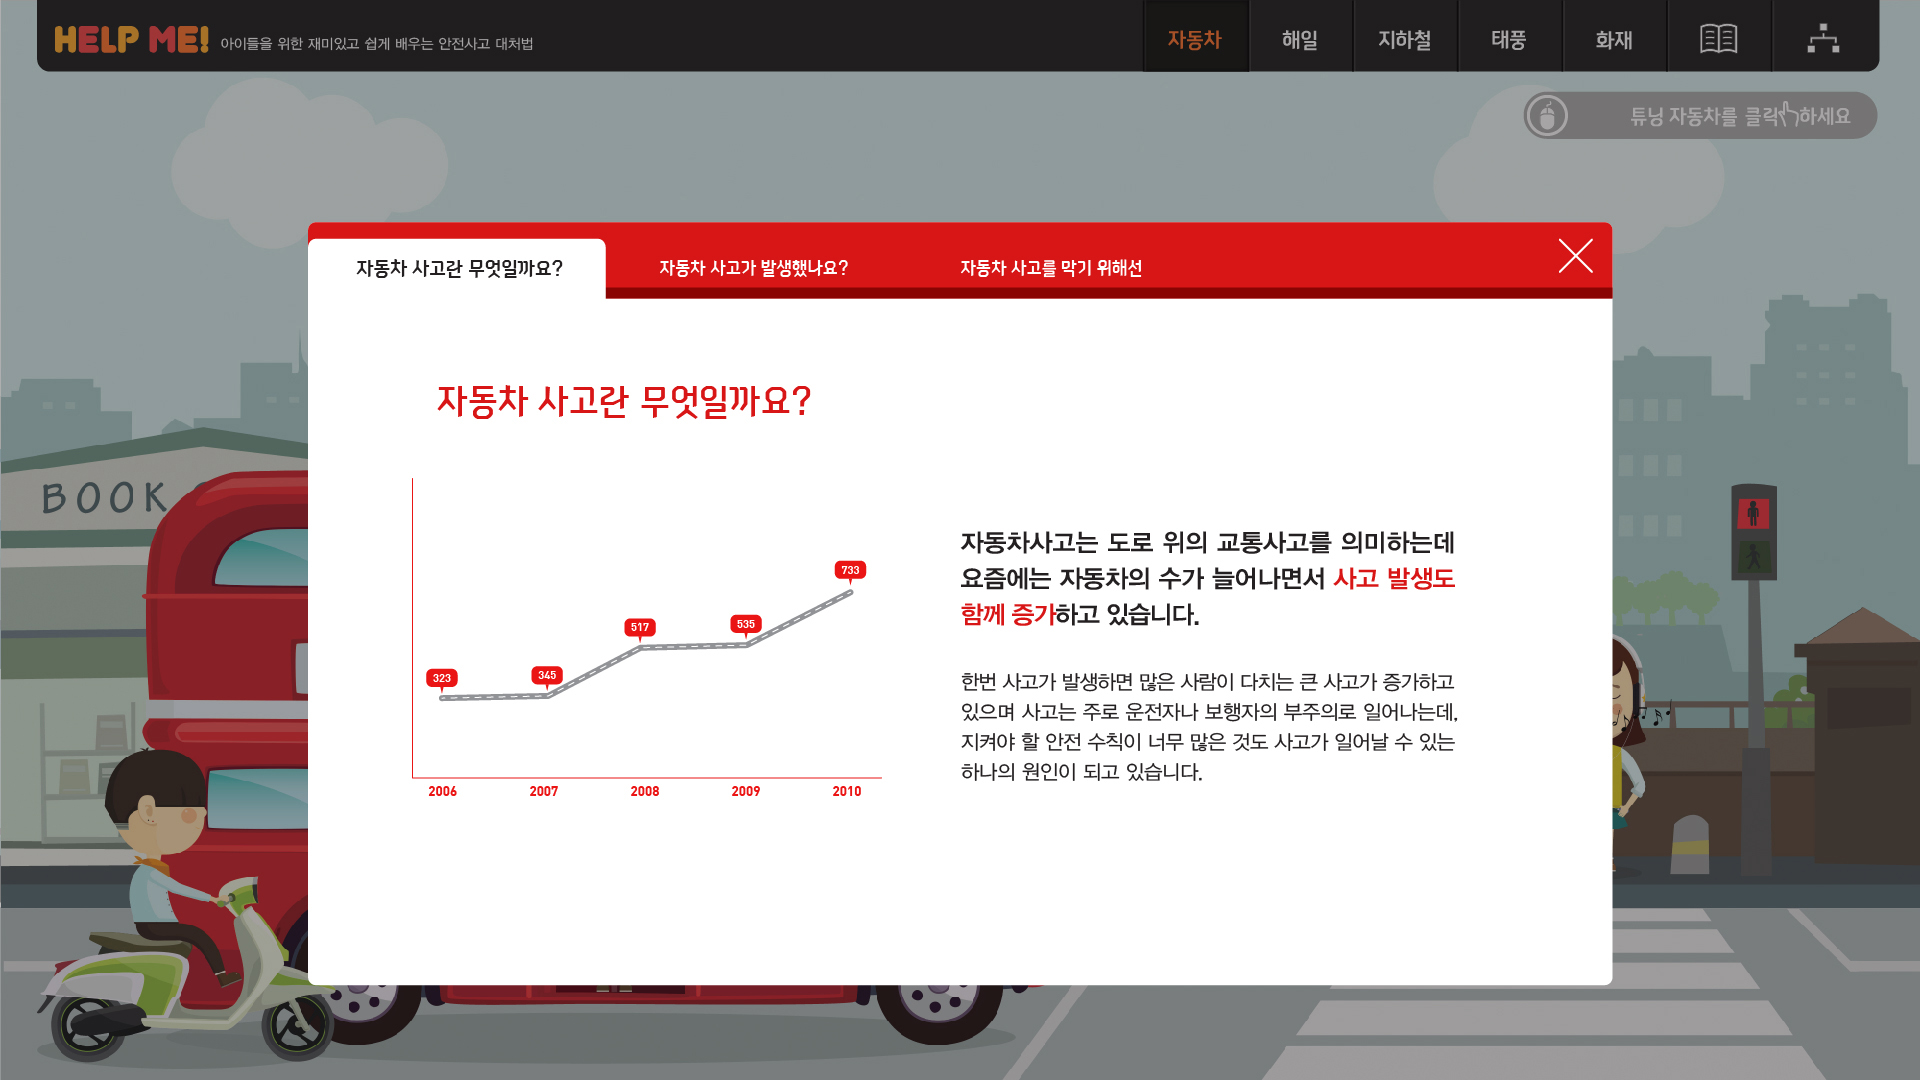 HELP ME! 아이들을 위한 재미있고 쉽게 배우는 안전사고 대처법
자동차 해일 지하철 태풍 화재
튜닝 자동차를 클릭하세요
자동차 사고란 무엇일까요? 자동차 사고가 발생했나요? 자동차 사고를 막기 위해선
자동차 사고란 무엇일까요?
BOOK
323 345 517 535 733
2006 2007 2008 2009 2010
자동차사고는 도로 위의 교통사고를 의미하는데
요즘에는 자동차의 수가 늘어나면서 사고 발생도
함께 증가하고 있습니다.
한번 사고가 발생하면 많은 사람이 다치는 큰 사고가 증가하고
있으며 사고는 주로 운전자나 보행자의 부주의로 일어나는데,
지켜야 할 안전 수칙이 너무 많은 것도 사고가 일어날 수 있는
하나의 원인이 되고 있습니다.